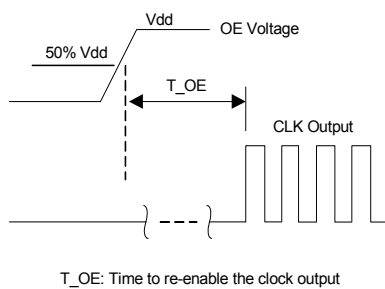 Vdd
OE Voltage
50% Vdd
T_OE
CLK Output
T_OE: Time to re-enable the clock output